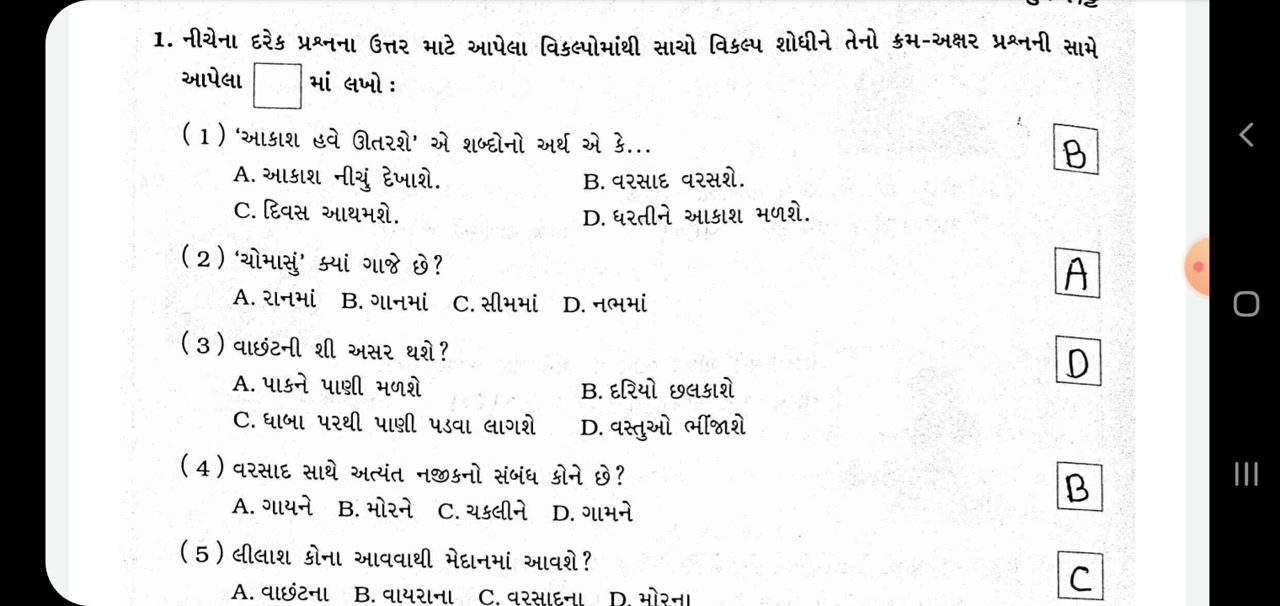 1. નીચેના દરેક પ્રશ્નના ઉત્તર માટે આપેલા વિકલ્પોમાંથી સાચો વિકલ્પ શોધીને તેનો ક્રમ-અક્ષર પ્રશ્નની સામે
આપેલા માં લખો :
(1) ‘આકાશ હવે ઊતરશે’ એ શબ્દોનો અર્થ એ કે... B
A. આકાશ નીચું દેખાશે. B. વરસાદ વરસશે.
C. દિવસ આથમશે. D. ધરતીને આકાશ મળશે.
(2) ‘ચોમાસું’ ક્યાં ગાજે છે? A
A. રાનમાં B. ગાનમાં C. સીમમાં D. નભમાં
(3) વાછંટની શી અસર થશે? D
A. પાકને પાણી મળશે B. દરિયો છલકાશે
C. ધાબા પરથી પાણી પડવા લાગશે D. વસ્તુઓ ભીંજાશે
(4) વરસાદ સાથે અત્યંત નજીકનો સંબંધ કોને છે? B
A. ગાયને B. મોરને C. ચકલીને D. ગામને
(5) લીલાશ કોના આવવાથી મેદાનમાં આવશે? C
A. વાછંટના B. વાયરાના C. વરસાદના D. મોરના